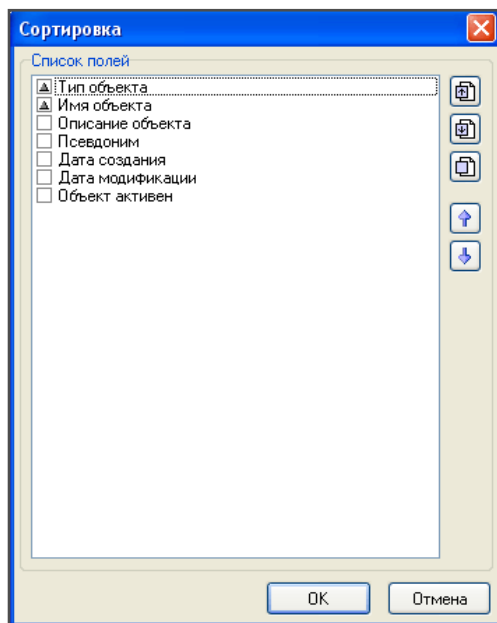 Сортировка
Список полей
Тип объекта
Имя объекта
Описание объекта
Псевдоним
Дата создания
Дата модификации
Объект активен
OK
Отмена